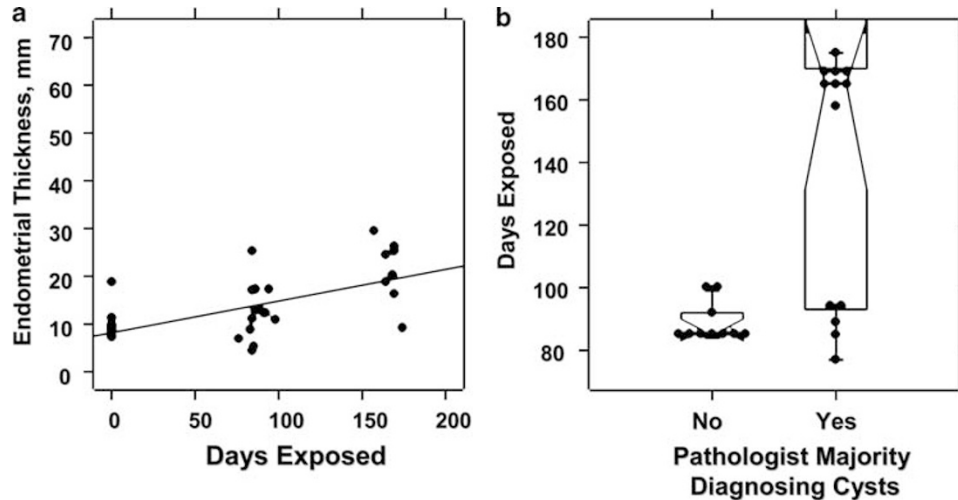 a
Endometrial Thickness, mm
70
60
50
40
30
20
10
0
0 50 100 150 200
Days Exposed
b
Days Exposed
180
160
140
120
100
80
No Yes
Pathologist Majority
Diagnosing Cysts